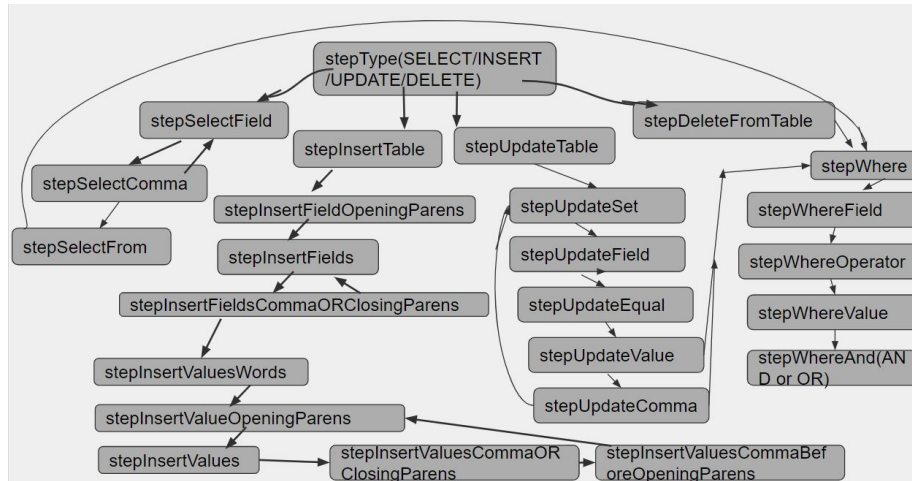 stepType(SELECT/INSERT
/UPDATE/DELETE)
stepSelectField
stepDeleteFromTable
stepInsertTable
stepUpdateTable
stepWhere
stepSelectComma
stepInsertFieldOpeningParens
stepUpdateSet
stepWhereField
stepSelectFrom
stepInsertFields
stepUpdateField
stepWhereOperator
stepInsertFieldsCommaORClosingParens
stepUpdateEqual
stepWhereValue
stepInsertValuesWords
stepUpdateValue
stepWhereAnd(AN
D or OR)
stepInsertValueOpeningParens
stepUpdateComma
stepInsertValues
stepInsertValuesCommaOR
ClosingParens
stepInsertValuesCommaBef
oreOpeningParens